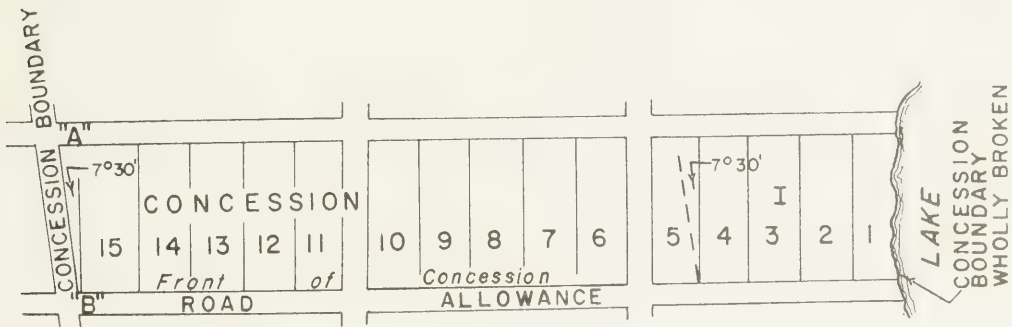 BOUNDARY
"A"
CONCESSION
7°30'
7°30'
CONCESSION I
15 14 13 12 11 10 9 8 7 6 5 4 3 2 1
Front of Concession
"B"
ROAD ALLOWANCE
LAKE
CONCESSION
BOUNDARY
WHOLLY BROKEN